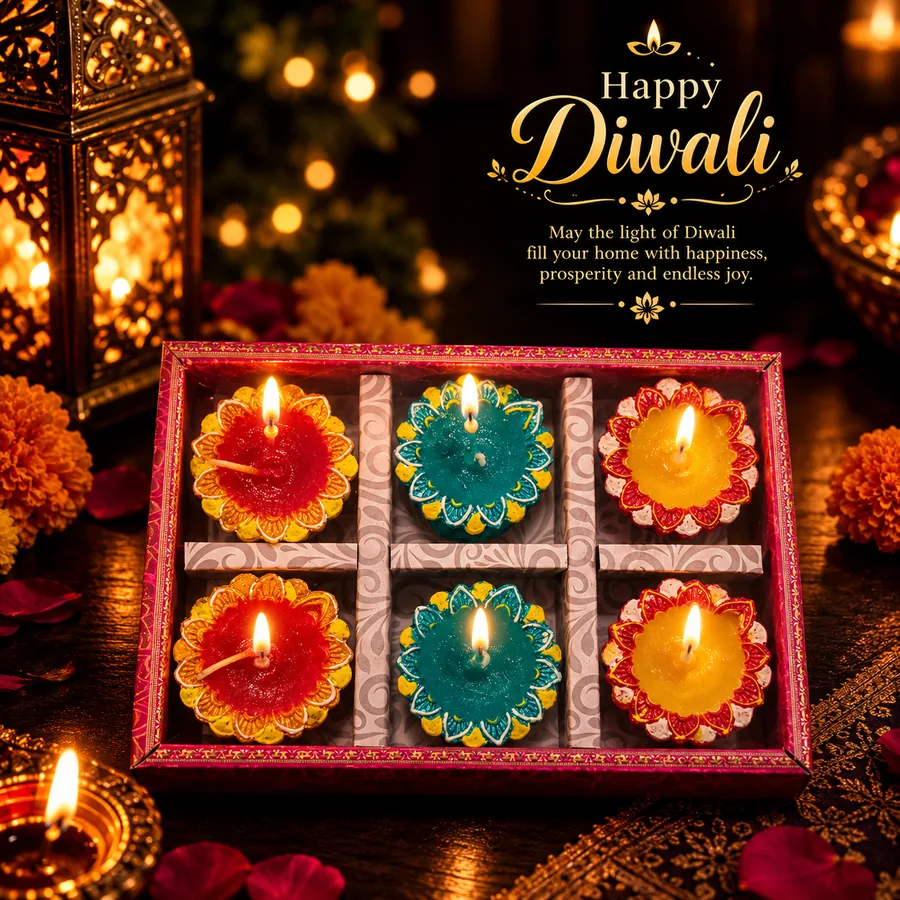 Happy
Diwali
May the light of Diwali
fill your home with happiness,
prosperity and endless joy.